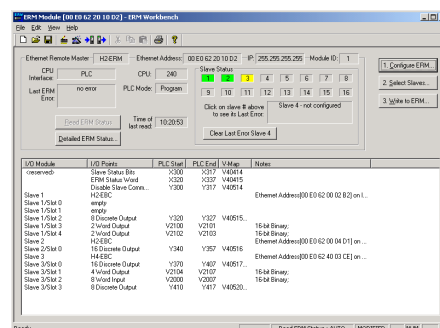 ERM Module [00 E0 62 20 10 D2] - ERM Workbench
File Edit View Help
Ethernet Remote Master H2-ERM Ethernet Address: 00 E0 62 20 10 D2 IP: 255.255.255.255 Module ID: 1
CPU Interface: PLC CPU: 240
Last ERM Error: no error PLC Mode: Program
Read ERM Status Time of last read: 10:20:53
Detailed ERM Status...
Slave Status
1 2 3 4 5 6 7 8
9 10 11 12 13 14 15 16
Click on slave # above to see its Last Error: Slave 4 - not configured
Clear Last Error Slave 4
1. Configure ERM...
2. Select Slaves...
3. Write to ERM...
I/O Module I/O Points PLC Start PLC End V-Map Notes
<reserved> Slave Status Bits X300 X317 V40414
ERM Status Word X320 X337 V40415
Disable Slave Comm... Y300 Y317 V40514
Slave 1 H2-EBC Ethernet Address[00 E0 62 00 02 B2] on I...
Slave 1/Slot 0 empty
Slave 1/Slot 1 empty
Slave 1/Slot 2 8 Discrete Output Y320 Y327 V40515...
Slave 1/Slot 3 2 Word Output V2100 V2101 16-bit Binary;
Slave 1/Slot 4 2 Word Output V2102 V2103 16-bit Binary;
Slave 2 H2-EBC Ethernet Address[00 E0 62 00 04 D1] on ...
Slave 2/Slot 0 16 Discrete Output Y340 Y357 V40516
Slave 3 H4-EBC Ethernet Address[00 E0 62 40 03 CE] on ...
Slave 3/Slot 0 16 Discrete Output Y370 Y407 V40517...
Slave 3/Slot 1 4 Word Output V2104 V2107 16-bit Binary;
Slave 3/Slot 2 8 Word Input V2000 V2007 16-bit Binary;
Slave 3/Slot 3 8 Discrete Output Y410 Y417 V40520...
Ready Read ERM Status : AUTO MODIFIED NUM